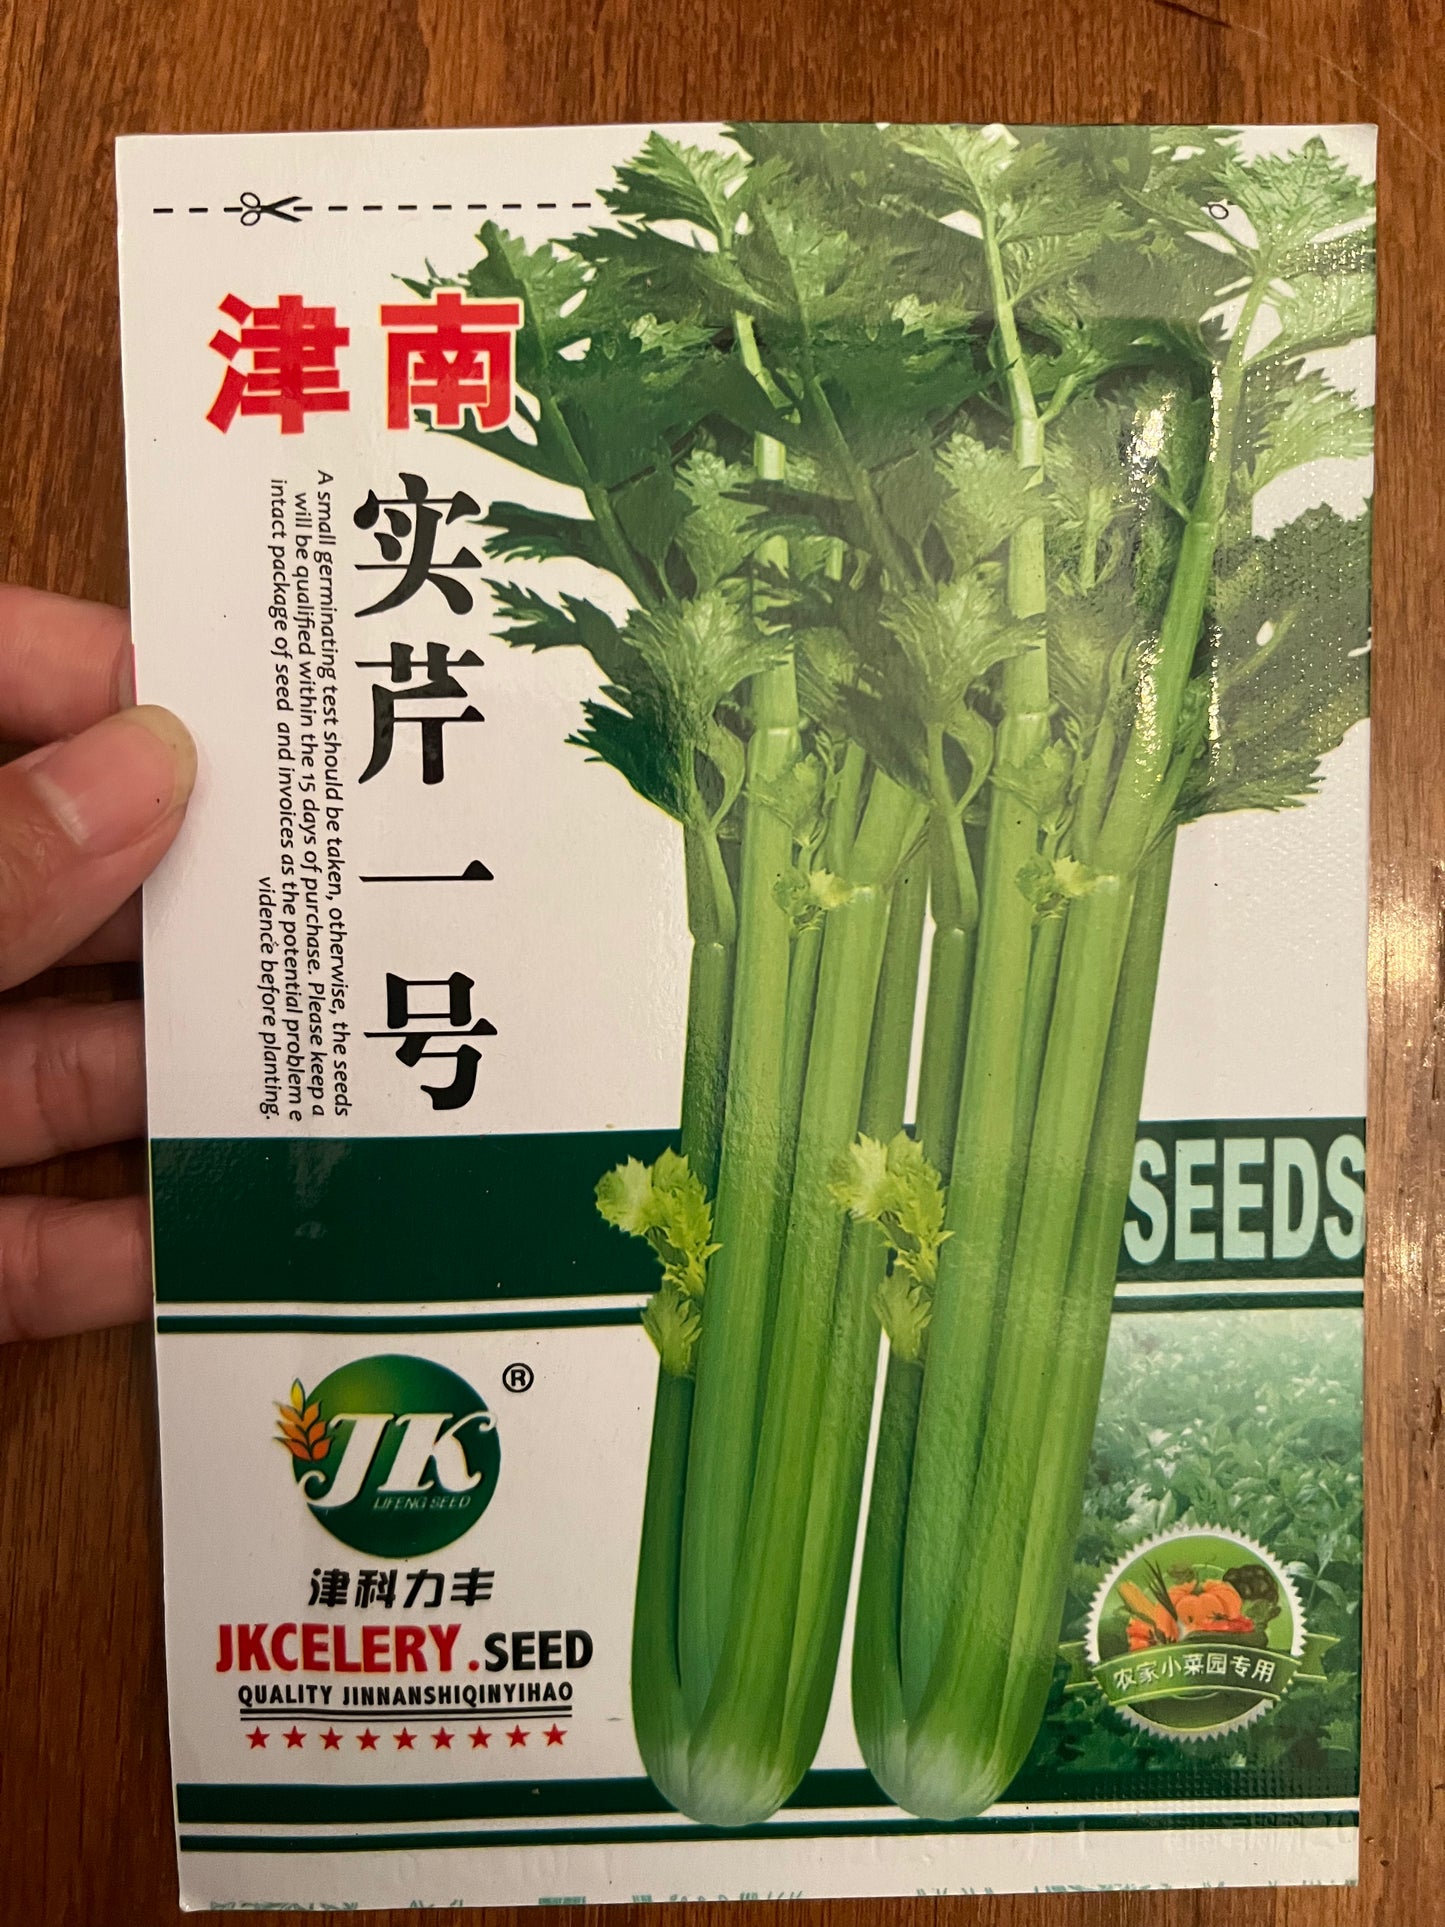 津南
实芹一号
A small germinating test should be taken, otherwise, the seeds
will be qualified within the 15 days of purchase. Please keep a
intact package of seed and invoices as the potential problem e
vidence before planting.
SEEDS
JK
LIFENG SEED
®
津科力丰
JKCELERY.SEED
QUALITY JINNANSHIQINYIHAO
农家小菜园专用